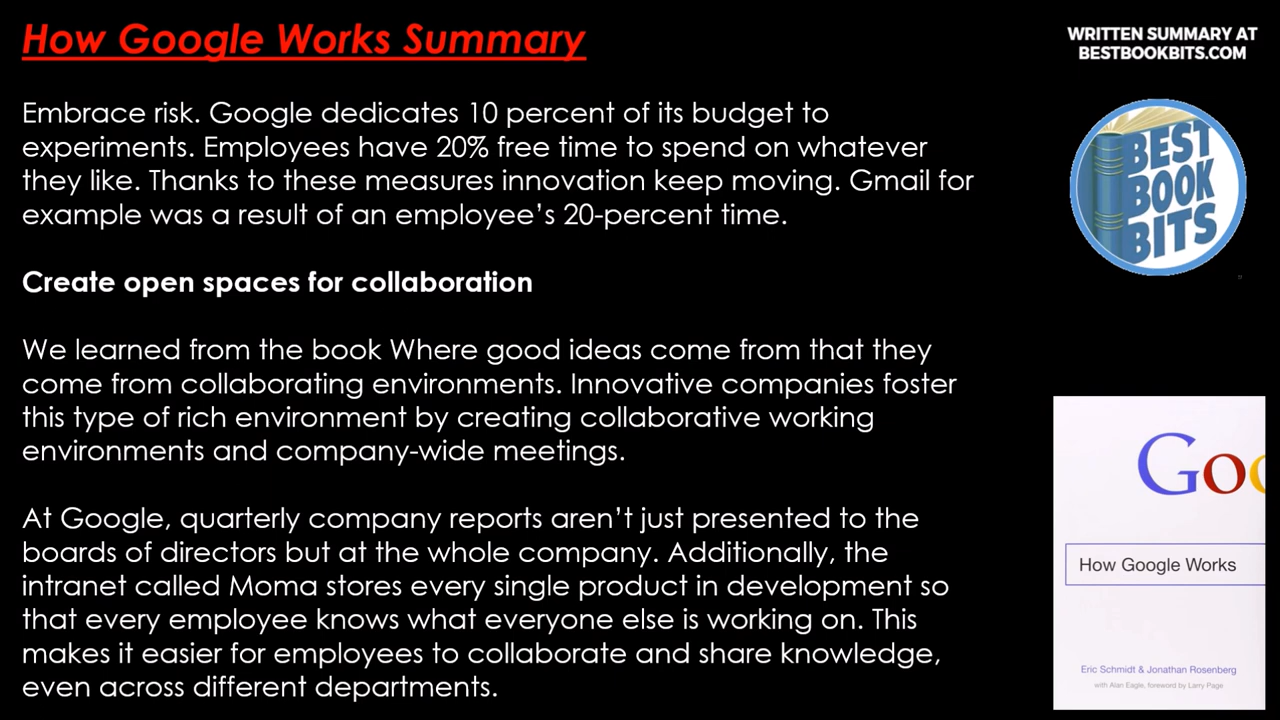 How Google Works Summary
WRITTEN SUMMARY AT
BESTBOOKBITS.COM
Embrace risk. Google dedicates 10 percent of its budget to
experiments. Employees have 20% free time to spend on whatever
they like. Thanks to these measures innovation keep moving. Gmail for
example was a result of an employee’s 20-percent time.
BEST
BOOK
BITS
Create open spaces for collaboration
We learned from the book Where good ideas come from that they
come from collaborating environments. Innovative companies foster
this type of rich environment by creating collaborative working
environments and company-wide meetings.
At Google, quarterly company reports aren’t just presented to the
boards of directors but at the whole company. Additionally, the
intranet called Moma stores every single product in development so
that every employee knows what everyone else is working on. This
makes it easier for employees to collaborate and share knowledge,
even across different departments.
Goo
How Google Works
Eric Schmidt & Jonathan Rosenberg
with Alan Eagle, foreword by Larry Page